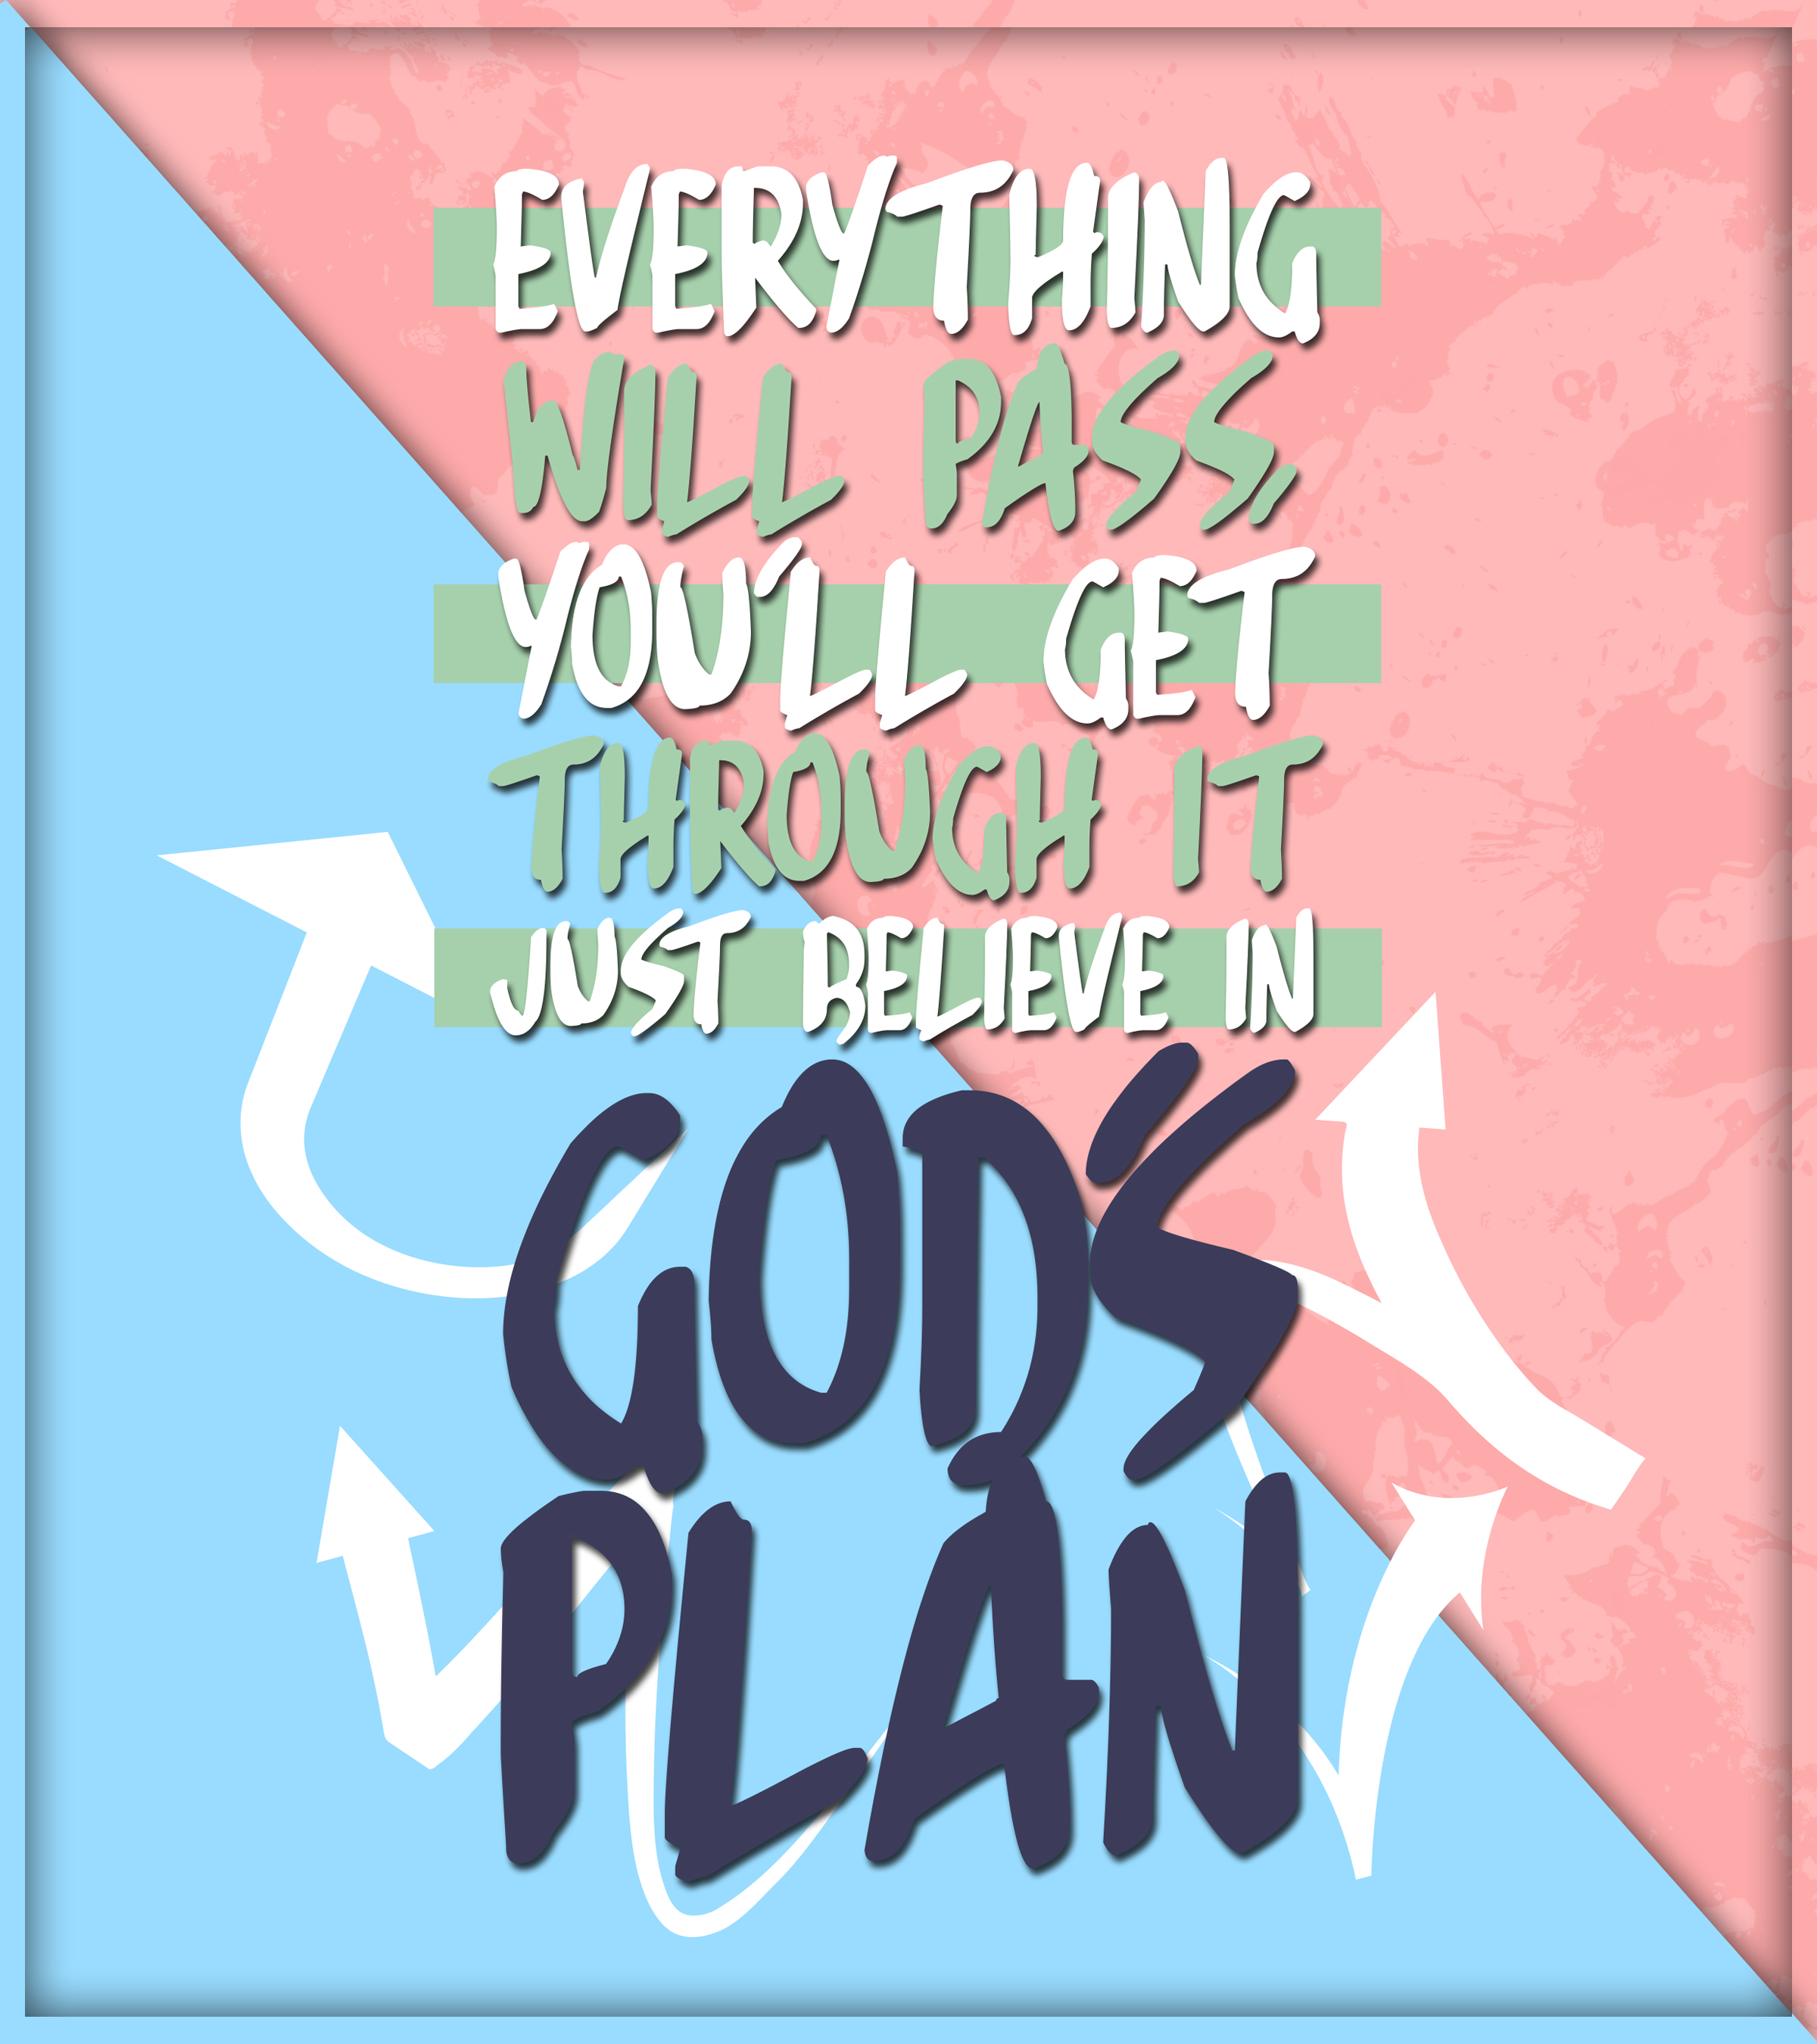 EVERYTHING
WILL PASS,
YOU'LL GET
THROUGH IT
JUST BELIEVE IN
GOD'S
PLAN